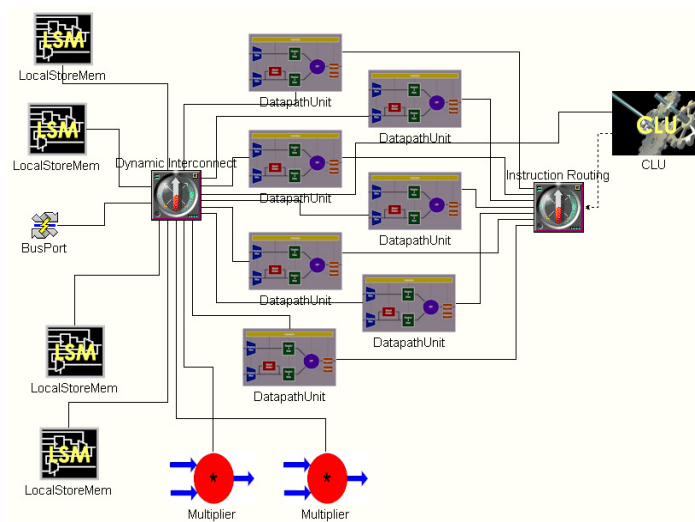 LSM
LocalStoreMem
DatapathUnit
DatapathUnit
LSM
LocalStoreMem
Dynamic Interconnect
DatapathUnit
CLU
CLU
Instruction Routing
DatapathUnit
BusPort
DatapathUnit
DatapathUnit
LSM
LocalStoreMem
DatapathUnit
LSM
LocalStoreMem
*
Multiplier
*
Multiplier